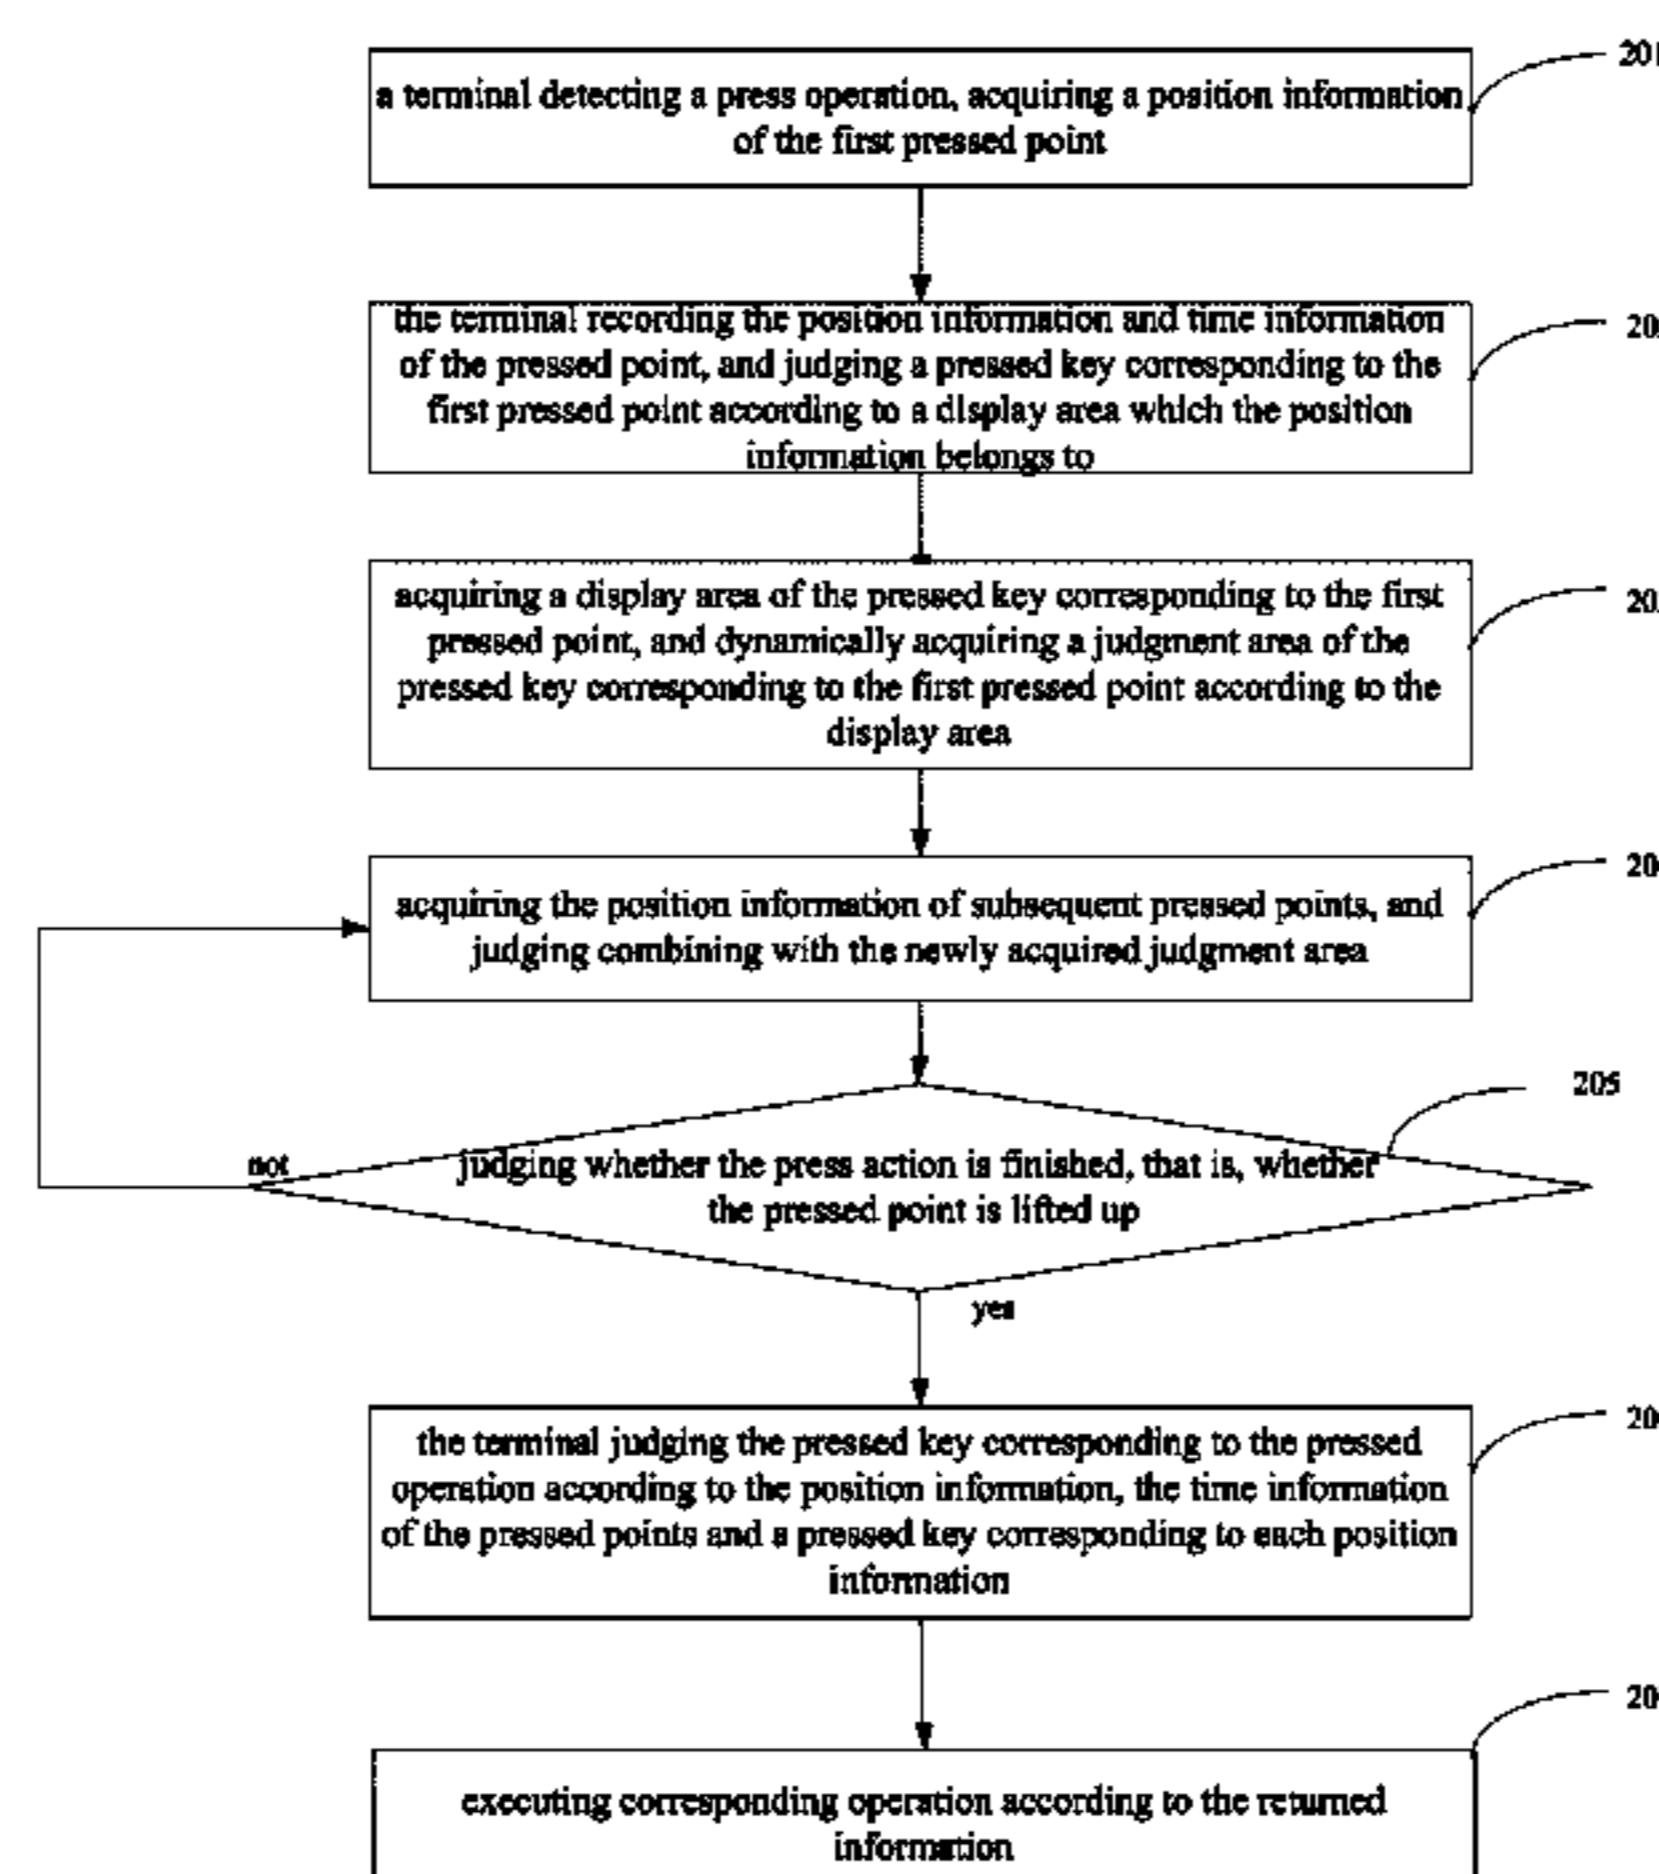 a terminal detecting a press operation, acquiring a position information
of the first pressed point
201
the terminal recording the position information and time information
of the pressed point, and judging a pressed key corresponding to the
first pressed point according to a display area which the position
information belongs to
acquiring a display area of the pressed key corresponding to the first
pressed point, and dynamically acquiring a judgment area of the
pressed key corresponding to the first pressed point according to the
display area
acquiring the position information of subsequent pressed points, and
judging combining with the newly acquired judgment area
205
not
judging whether the press action is finished, that is, whether
the pressed point is lifted up
yes
the terminal judging the pressed key corresponding to the pressed
operation according to the position information, the time information
of the pressed points and a pressed key corresponding to each position
information
executing corresponding operation according to the returned
information